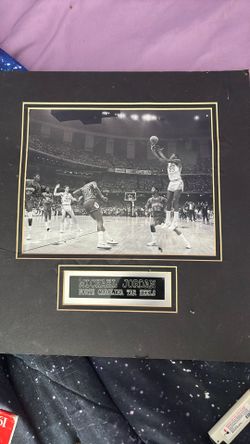 MICHAEL JORDAN
NORTH CAROLINA TAR HEELS